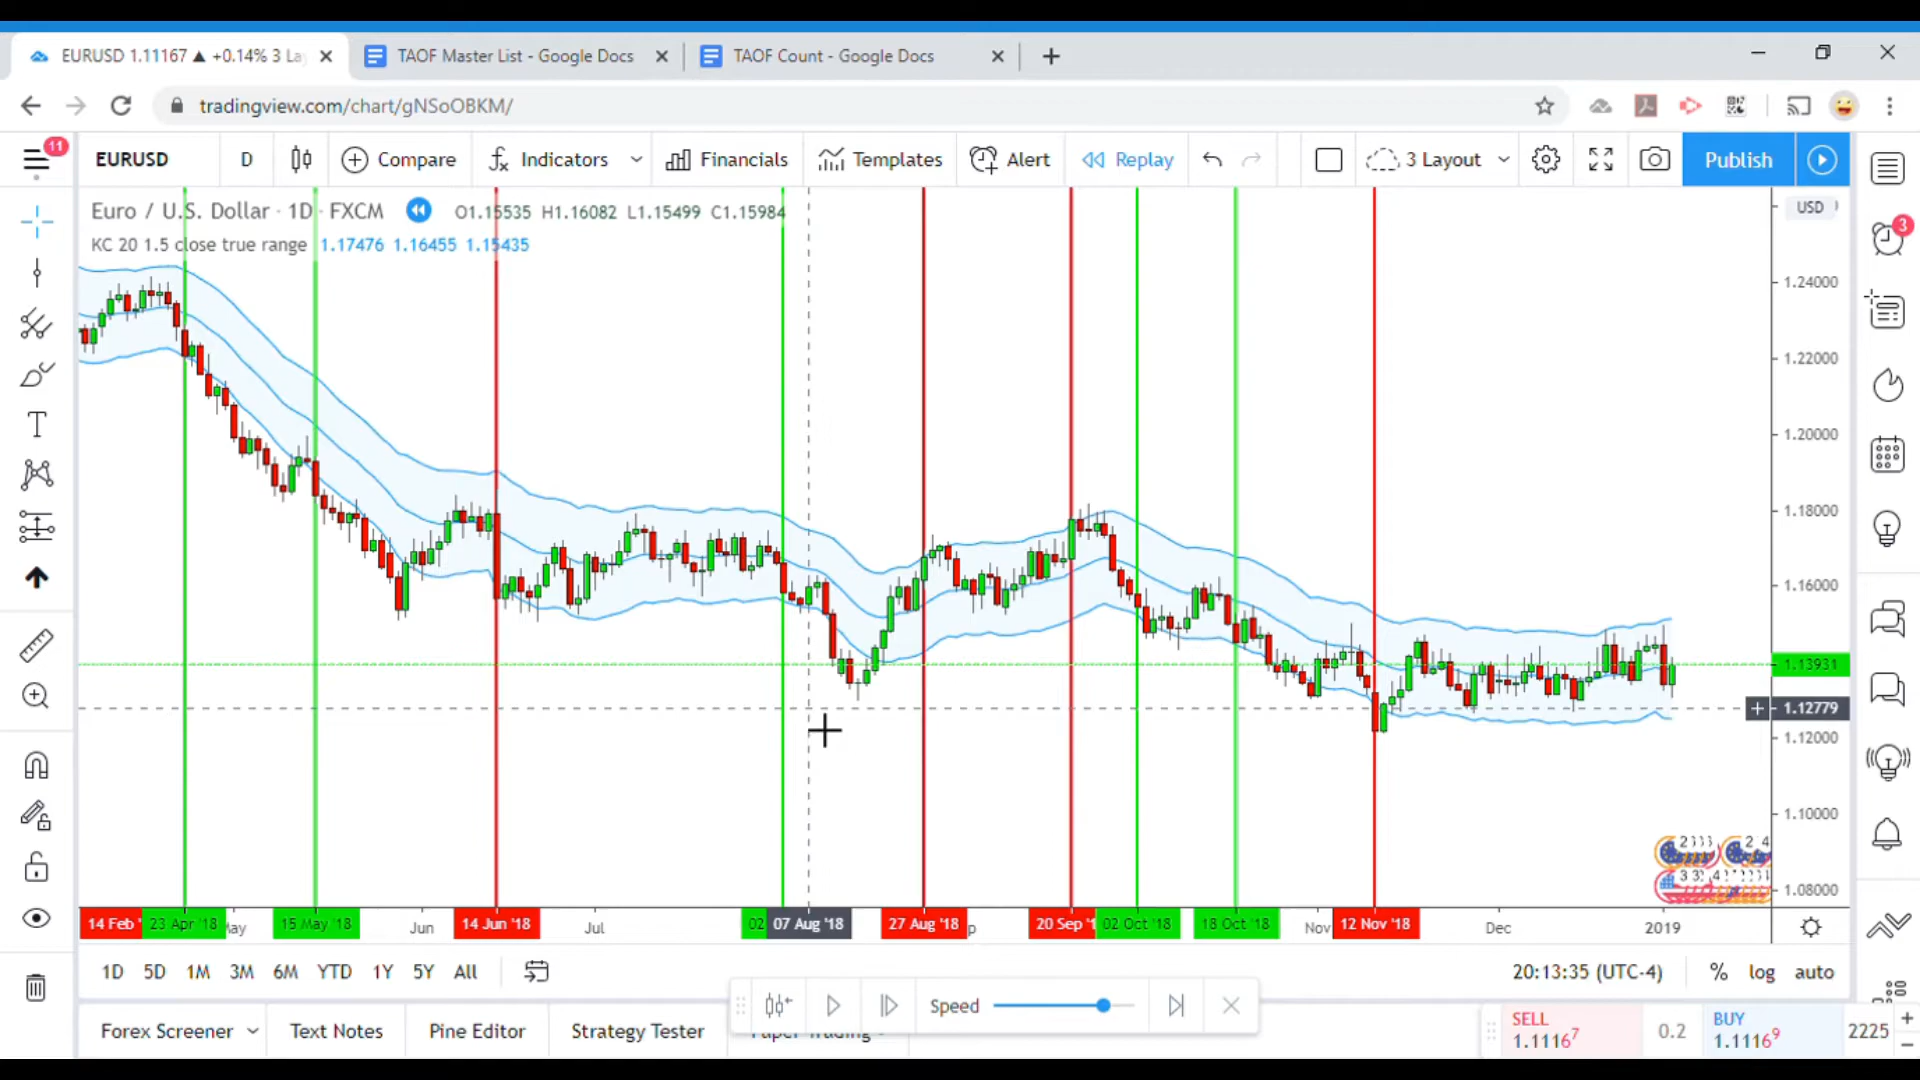 EURUSD 1.11167 ▲ +0.14% 3 La
TAOF Master List - Google Docs
TAOF Count - Google Docs
tradingview.com/chart/gNSoOBKM/
11
EURUSD
D
Compare
Indicators
Financials
Templates
Alert
Replay
3 Layout
Publish
Euro / U.S. Dollar · 1D · FXCM
O1.15535 H1.16082 L1.15499 C1.15984
USD
KC 20 1.5 close true range 1.17476 1.16455 1.15435
3
1.24000
1.22000
1.20000
1.18000
1.16000
1.13931
1.12779
1.12000
1.10000
1.08000
14 Feb '
23 Apr '18
May
15 May '18
Jun
14 Jun '18
Jul
02
07 Aug '18
27 Aug '18
p
20 Sep '1
02 Oct '18
18 Oct '18
Nov
12 Nov '18
Dec
2019
1D 5D 1M 3M 6M YTD 1Y 5Y All
20:13:35 (UTC-4)
% log auto
Speed
Forex Screener
Text Notes
Pine Editor
Strategy Tester
Paper Trading
SELL
1.11167
0.2
BUY
1.11169
2225